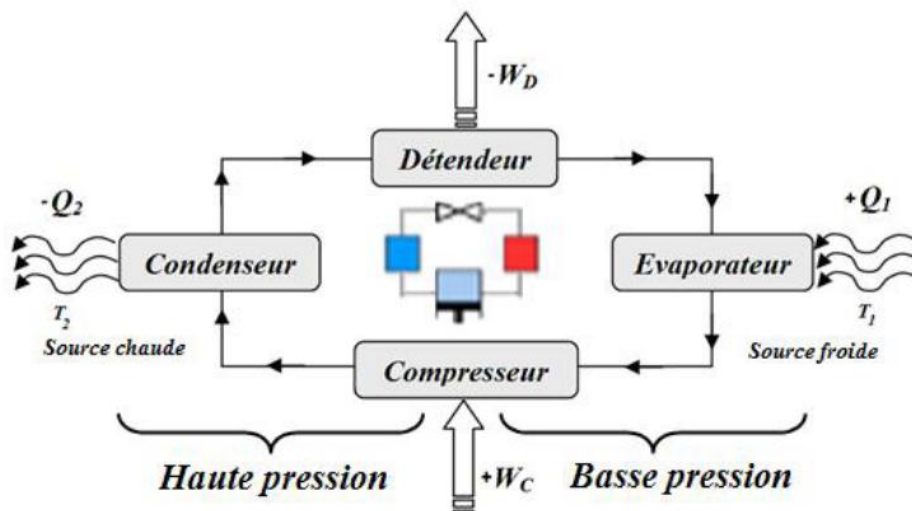 -W_D
Détendeur
-Q_2
+Q_1
Condenseur
Evaporateur
T_2
T_1
Source chaude
Source froide
Compresseur
Haute pression
+W_C
Basse pression